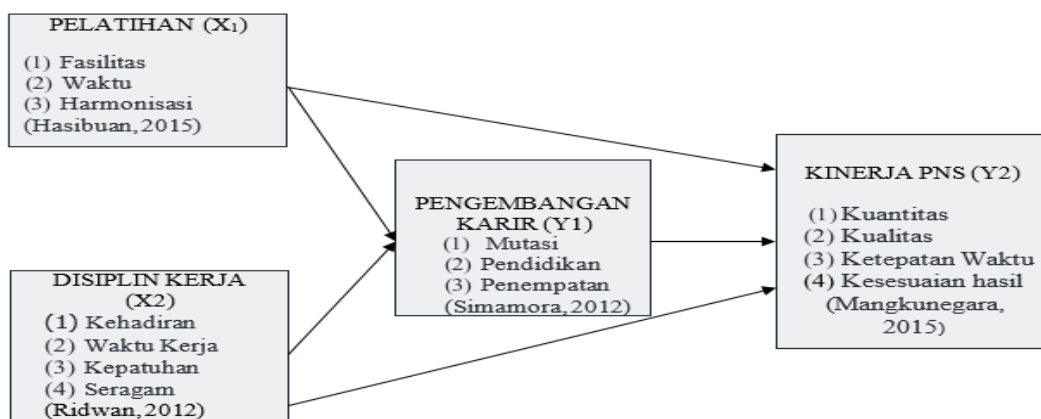 PELATIHAN (X₁)
(1) Fasilitas
(2) Waktu
(3) Harmonisasi
(Hasibuan,2015)
DISIPLIN KERJA
(X2)
(1) Kehadiran
(2) Waktu Kerja
(3) Kepatuhan
(4) Seragam
(Ridwan,2012)
PENGEMBANGAN
KARIR (Y1)
(1) Mutasi
(2) Pendidikan
(3) Penempatan
(Simamora,2012)
KINERJA PNS (Y2)
(1) Kuantitas
(2) Kualitas
(3) Ketepatan Waktu
(4) Kesesuaian hasil
(Mangkunegara,
2015)